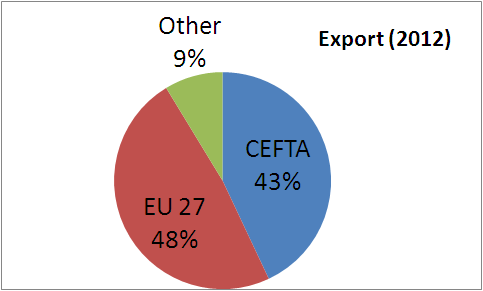 Export (2012)
Other
9%
CEFTA
43%
EU 27
48%